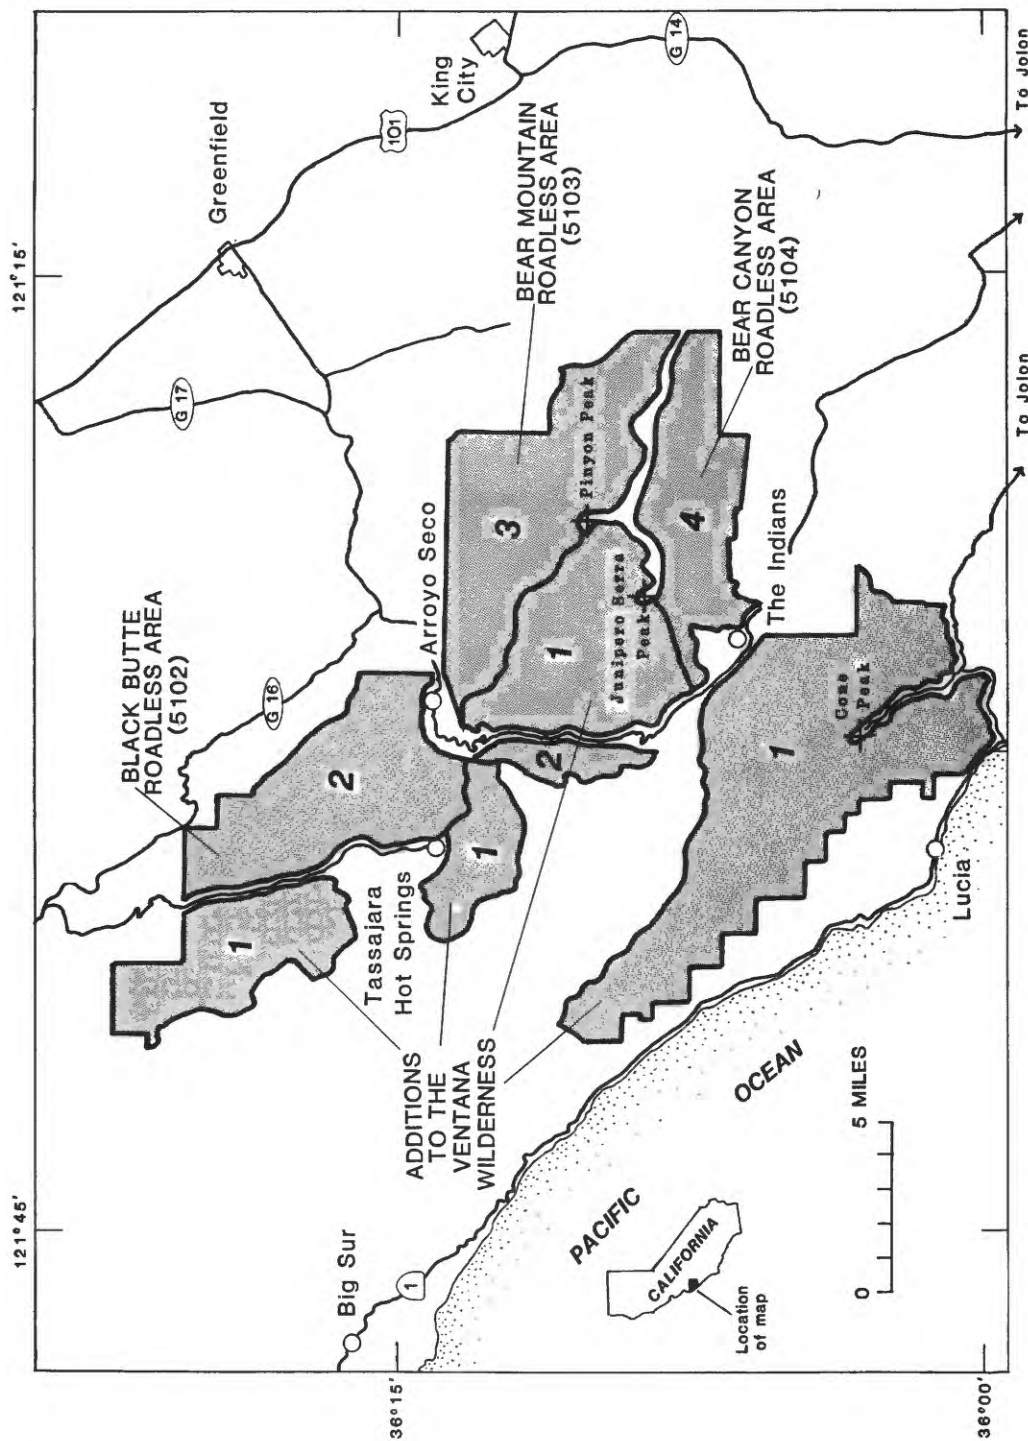 121°45'
121°15'
36°15'
36°00'
BLACK BUTTE
ROADLESS AREA
(5102)
G 16
G 17
Greenfield
101
King
City
G 14
BEAR MOUNTAIN
ROADLESS AREA
(5103)
BEAR CANYON
ROADLESS AREA
(5104)
Arroyo Seco
Tassajara
Hot Springs
ADDITIONS
TO THE
VENTANA
WILDERNESS
1
2
1
2
3
1
4
1
Pinyon Peak
Junipero Serra
Peak
The Indians
Cone
Peak
Big Sur
1
Lucia
PACIFIC
OCEAN
CALIFORNIA
Location
of map
0
5 MILES
To Jolon
To Jolon